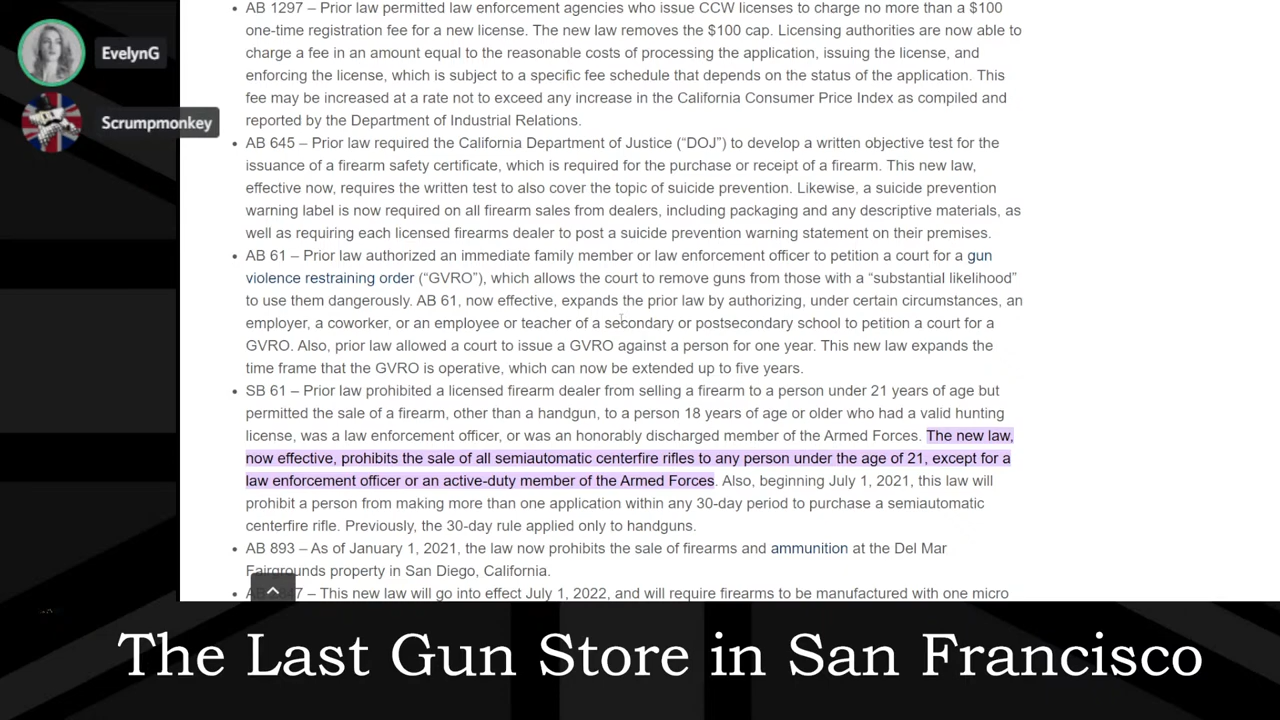 EvelynG
Scrumpmonkey
AB 1297 – Prior law permitted law enforcement agencies who issue CCW licenses to charge no more than a $100
one-time registration fee for a new license. The new law removes the $100 cap. Licensing authorities are now able to
charge a fee in an amount equal to the reasonable costs of processing the application, issuing the license, and
enforcing the license, which is subject to a specific fee schedule that depends on the status of the application. This
fee may be increased at a rate not to exceed any increase in the California Consumer Price Index as compiled and
reported by the Department of Industrial Relations.
AB 645 – Prior law required the California Department of Justice (“DOJ”) to develop a written objective test for the
issuance of a firearm safety certificate, which is required for the purchase or receipt of a firearm. This new law,
effective now, requires the written test to also cover the topic of suicide prevention. Likewise, a suicide prevention
warning label is now required on all firearm sales from dealers, including packaging and any descriptive materials, as
well as requiring each licensed firearms dealer to post a suicide prevention warning statement on their premises.
AB 61 – Prior law authorized an immediate family member or law enforcement officer to petition a court for a gun
violence restraining order (“GVRO”), which allows the court to remove guns from those with a “substantial likelihood”
to use them dangerously. AB 61, now effective, expands the prior law by authorizing, under certain circumstances, an
employer, a coworker, or an employee or teacher of a secondary or postsecondary school to petition a court for a
GVRO. Also, prior law allowed a court to issue a GVRO against a person for one year. This new law expands the
time frame that the GVRO is operative, which can now be extended up to five years.
SB 61 – Prior law prohibited a licensed firearm dealer from selling a firearm to a person under 21 years of age but
permitted the sale of a firearm, other than a handgun, to a person 18 years of age or older who had a valid hunting
license, was a law enforcement officer, or was an honorably discharged member of the Armed Forces. The new law,
now effective, prohibits the sale of all semiautomatic centerfire rifles to any person under the age of 21, except for a
law enforcement officer or an active-duty member of the Armed Forces. Also, beginning July 1, 2021, this law will
prohibit a person from making more than one application within any 30-day period to purchase a semiautomatic
centerfire rifle. Previously, the 30-day rule applied only to handguns.
AB 893 – As of January 1, 2021, the law now prohibits the sale of firearms and ammunition at the Del Mar
Fairgrounds property in San Diego, California.
– This new law will go into effect July 1, 2022, and will require firearms to be manufactured with one micro
The Last Gun Store in San Francisco